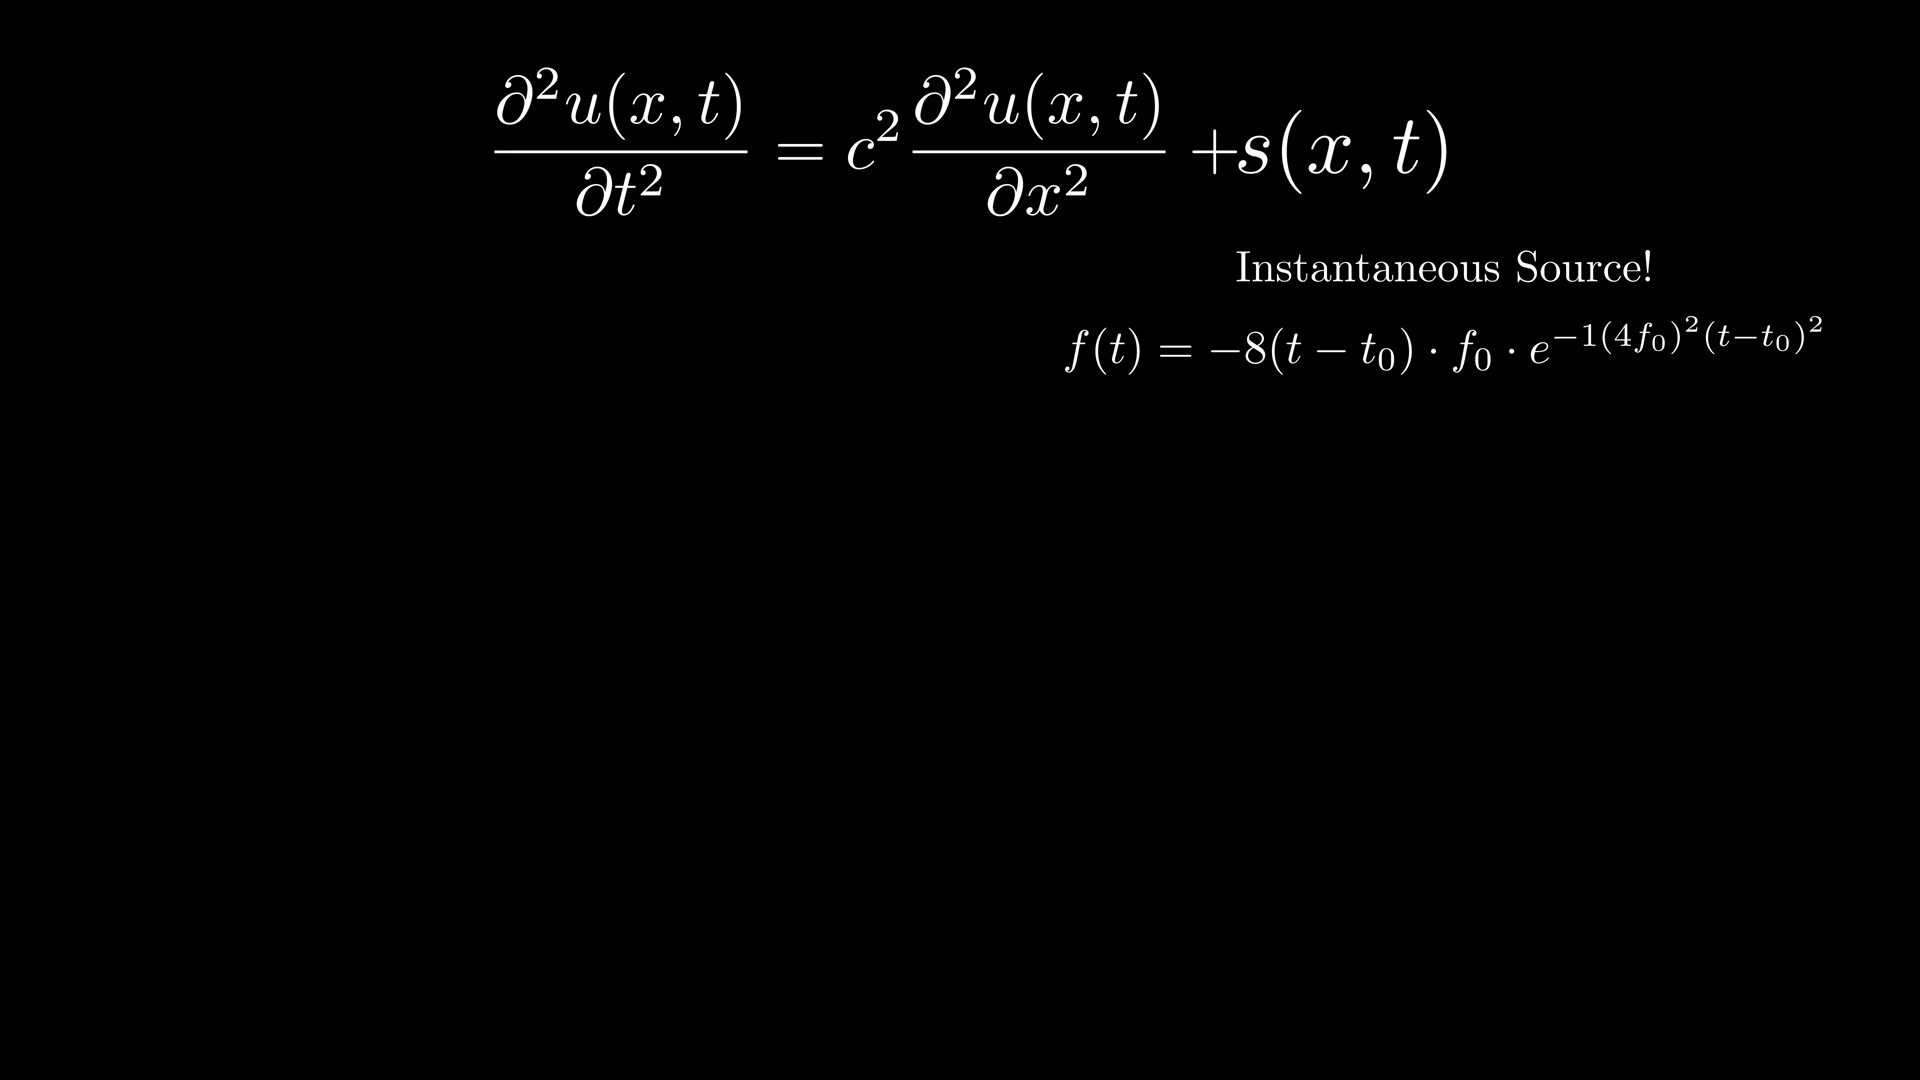 ∂²u(x, t)/∂t² = c² ∂²u(x, t)/∂x² +s(x, t)
Instantaneous Source!
f(t) = −8(t − t₀) · f₀ · e^{−1(4f₀)²(t−t₀)²}